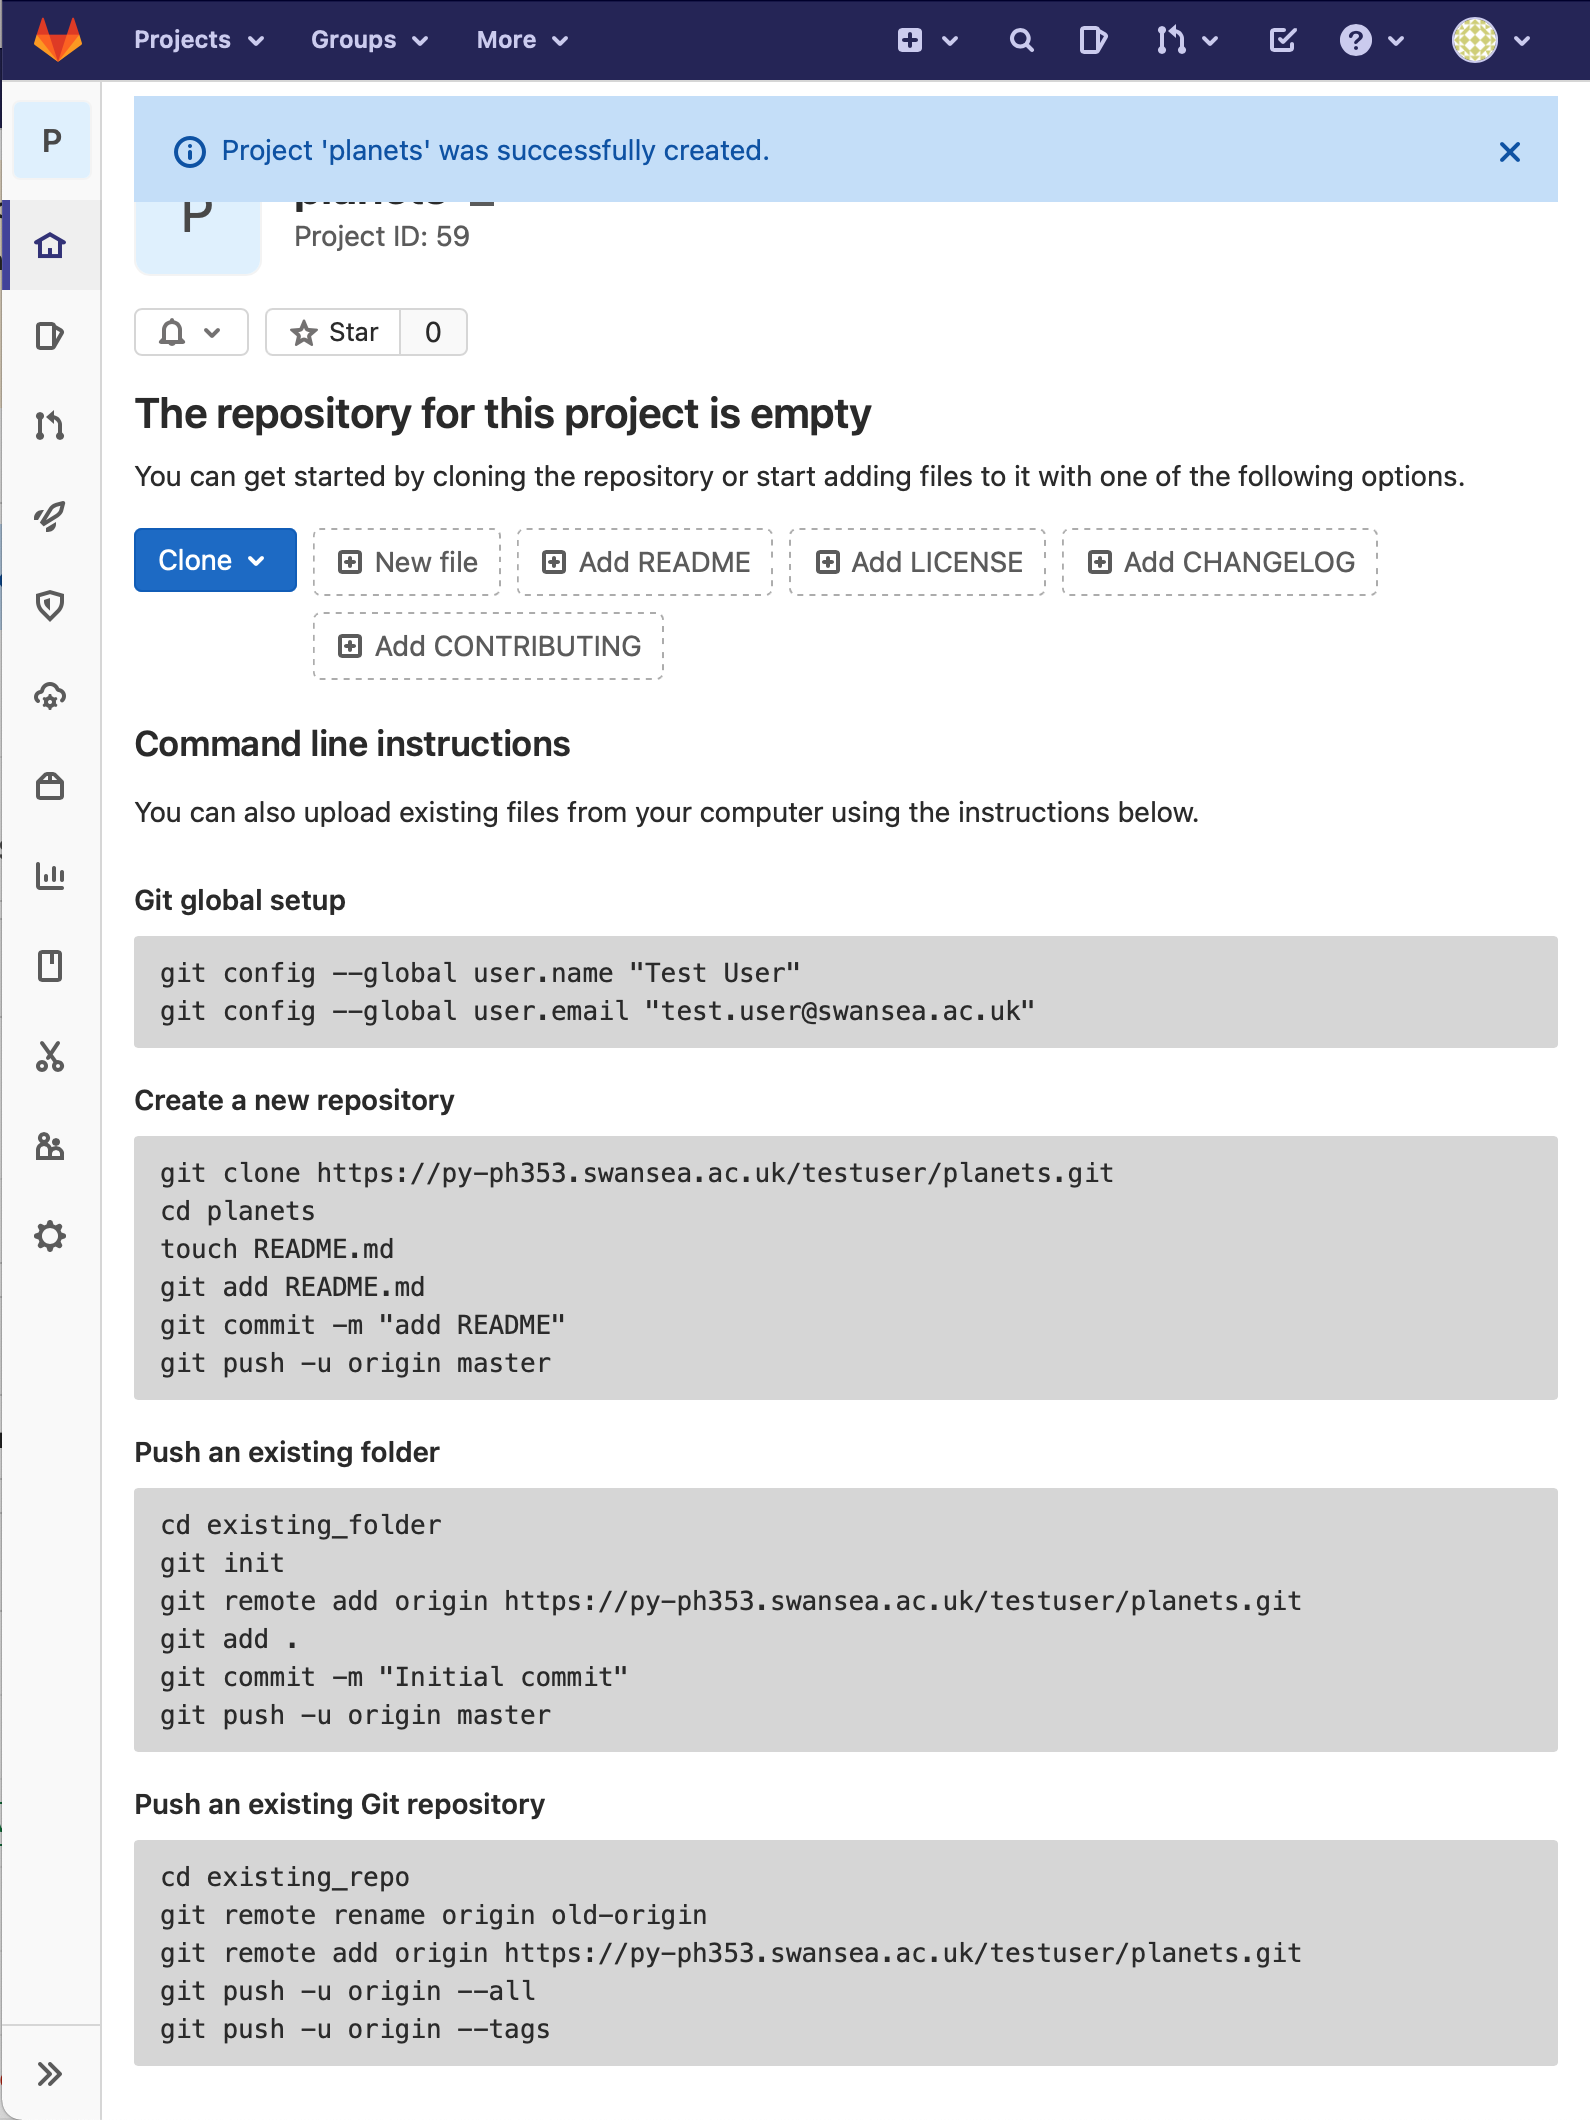 Projects Groups More
P
Project 'planets' was successfully created.
P planets
Project ID: 59
Star 0
The repository for this project is empty
You can get started by cloning the repository or start adding files to it with one of the following options.
Clone New file Add README Add LICENSE Add CHANGELOG
Add CONTRIBUTING
Command line instructions
You can also upload existing files from your computer using the instructions below.
Git global setup
git config --global user.name "Test User"
git config --global user.email "test.user@swansea.ac.uk"
Create a new repository
git clone https://py-ph353.swansea.ac.uk/testuser/planets.git
cd planets
touch README.md
git add README.md
git commit -m "add README"
git push -u origin master
Push an existing folder
cd existing_folder
git init
git remote add origin https://py-ph353.swansea.ac.uk/testuser/planets.git
git add .
git commit -m "Initial commit"
git push -u origin master
Push an existing Git repository
cd existing_repo
git remote rename origin old-origin
git remote add origin https://py-ph353.swansea.ac.uk/testuser/planets.git
git push -u origin --all
git push -u origin --tags